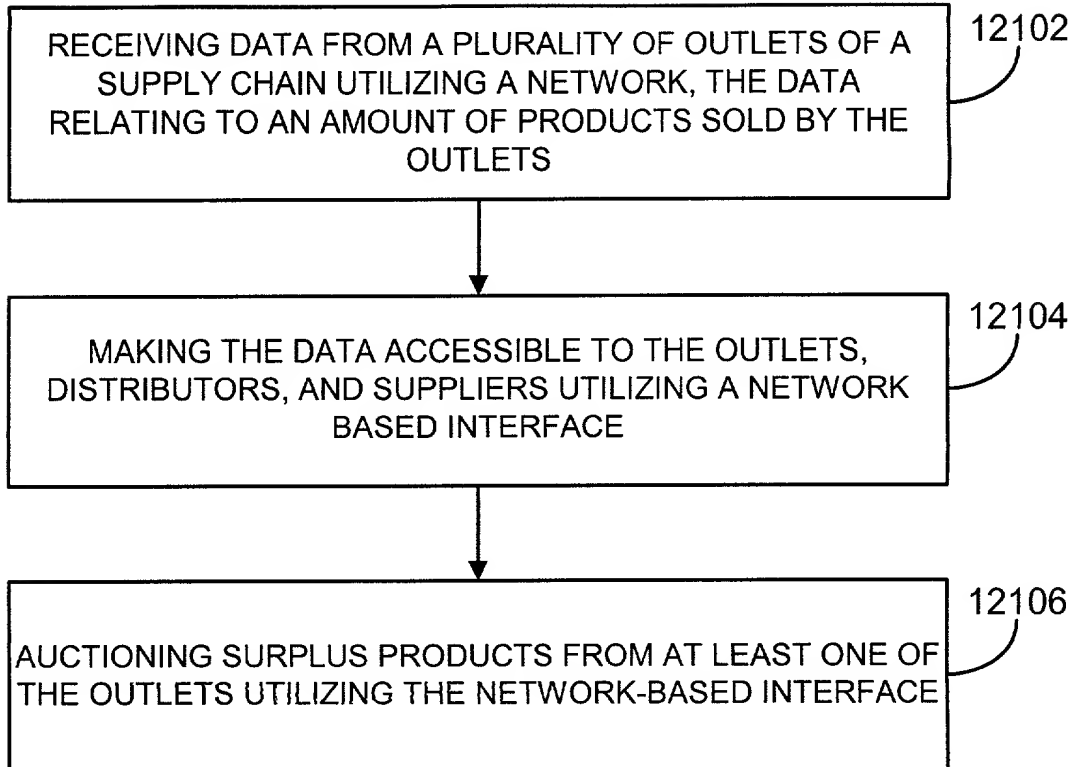 RECEIVING DATA FROM A PLURALITY OF OUTLETS OF A
SUPPLY CHAIN UTILIZING A NETWORK, THE DATA
RELATING TO AN AMOUNT OF PRODUCTS SOLD BY THE
OUTLETS
12102
MAKING THE DATA ACCESSIBLE TO THE OUTLETS,
DISTRIBUTORS, AND SUPPLIERS UTILIZING A NETWORK
BASED INTERFACE
12104
AUCTIONING SURPLUS PRODUCTS FROM AT LEAST ONE OF
THE OUTLETS UTILIZING THE NETWORK-BASED INTERFACE
12106